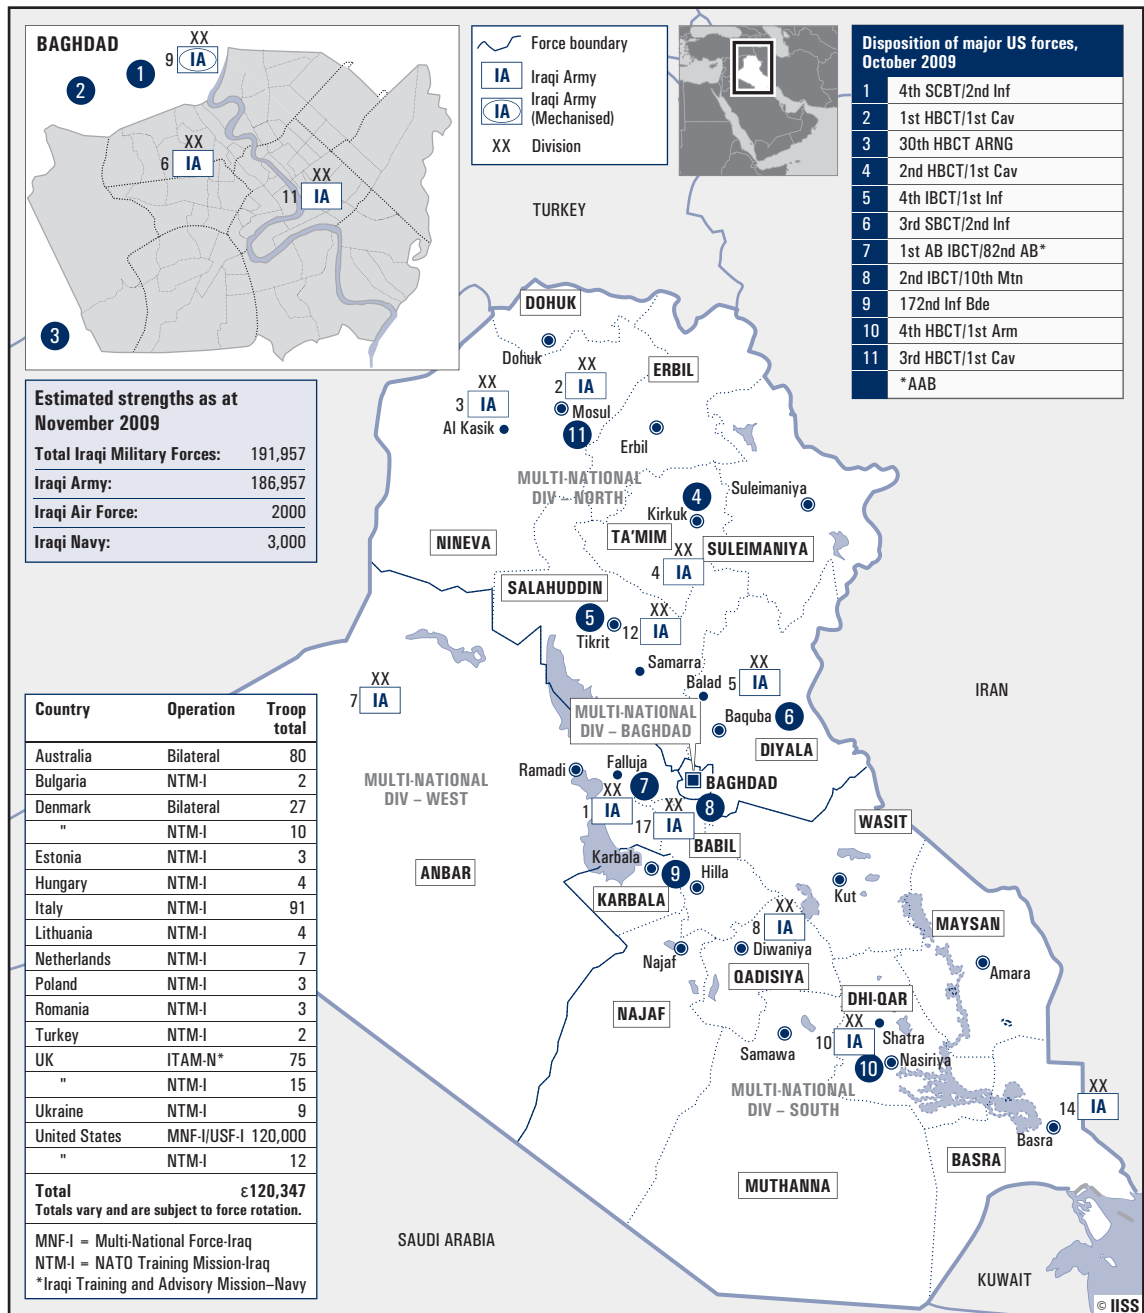 BAGHDAD
XX
9 IA
1
2
XX
6 IA
XX
11 IA
3
Force boundary
IA Iraqi Army
IA Iraqi Army
(Mechanised)
XX Division
Disposition of major US forces,
October 2009
1 4th SCBT/2nd Inf
2 1st HBCT/1st Cav
3 30th HBCT ARNG
4 2nd HBCT/1st Cav
5 4th IBCT/1st Inf
6 3rd SBCT/2nd Inf
7 1st AB IBCT/82nd AB*
8 2nd IBCT/10th Mtn
9 172nd Inf Bde
10 4th HBCT/1st Arm
11 3rd HBCT/1st Cav
*AAB
Estimated strengths as at
November 2009
Total Iraqi Military Forces: 191,957
Iraqi Army: 186,957
Iraqi Air Force: 2000
Iraqi Navy: 3,000
TURKEY
DOHUK
Dohuk
XX
2 IA
ERBIL
XX
3 IA
Mosul
Al Kasik
11
Erbil
MULTI-NATIONAL
DIV – NORTH
4
Suleimaniya
Kirkuk
NINEVA
TA'MIM
SULEIMANIYA
XX
4 IA
SALAHUDDIN
5
Tikrit
XX
12 IA
Samarra
XX
5 IA
Balad
IRAN
XX
7 IA
MULTI-NATIONAL
DIV – BAGHDAD
Baquba
6
DIYALA
MULTI-NATIONAL
DIV – WEST
Ramadi
Falluja
7
BAGHDAD
XX
1 IA
XX
17 IA
8
WASIT
BABIL
ANBAR
Karbala
9
Hilla
KARBALA
Kut
XX
8 IA
MAYSAN
Najaf
Diwaniya
Amara
QADISIYA
NAJAF
DHI-QAR
XX
10 IA
Shatra
Samawa
10
Nasiriya
MULTI-NATIONAL
DIV – SOUTH
XX
14 IA
Basra
BASRA
MUTHANNA
SAUDI ARABIA
KUWAIT
Country Operation Troop
total
Australia Bilateral 80
Bulgaria NTM-I 2
Denmark Bilateral 27
" NTM-I 10
Estonia NTM-I 3
Hungary NTM-I 4
Italy NTM-I 91
Lithuania NTM-I 4
Netherlands NTM-I 7
Poland NTM-I 3
Romania NTM-I 3
Turkey NTM-I 2
UK ITAM-N* 75
" NTM-I 15
Ukraine NTM-I 9
United States MNF-I/USF-I 120,000
" NTM-I 12
Total ε120,347
Totals vary and are subject to force rotation.
MNF-I = Multi-National Force-Iraq
NTM-I = NATO Training Mission-Iraq
*Iraqi Training and Advisory Mission–Navy
© IISS